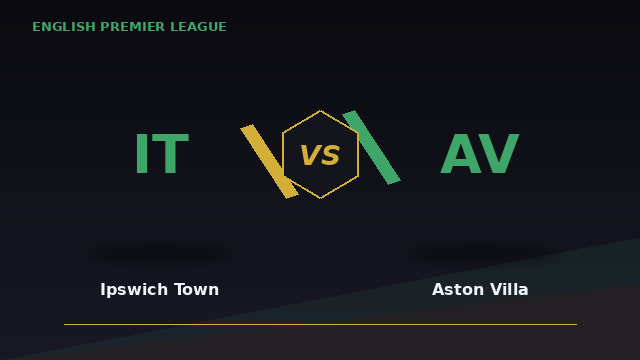 ENGLISH PREMIER LEAGUE
IT
VS
AV
Ipswich Town
Aston Villa